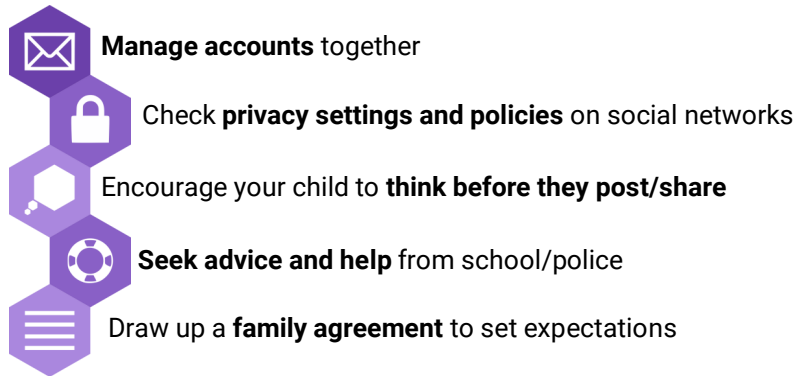 Manage accounts together
Check privacy settings and policies on social networks
Encourage your child to think before they post/share
Seek advice and help from school/police
Draw up a family agreement to set expectations